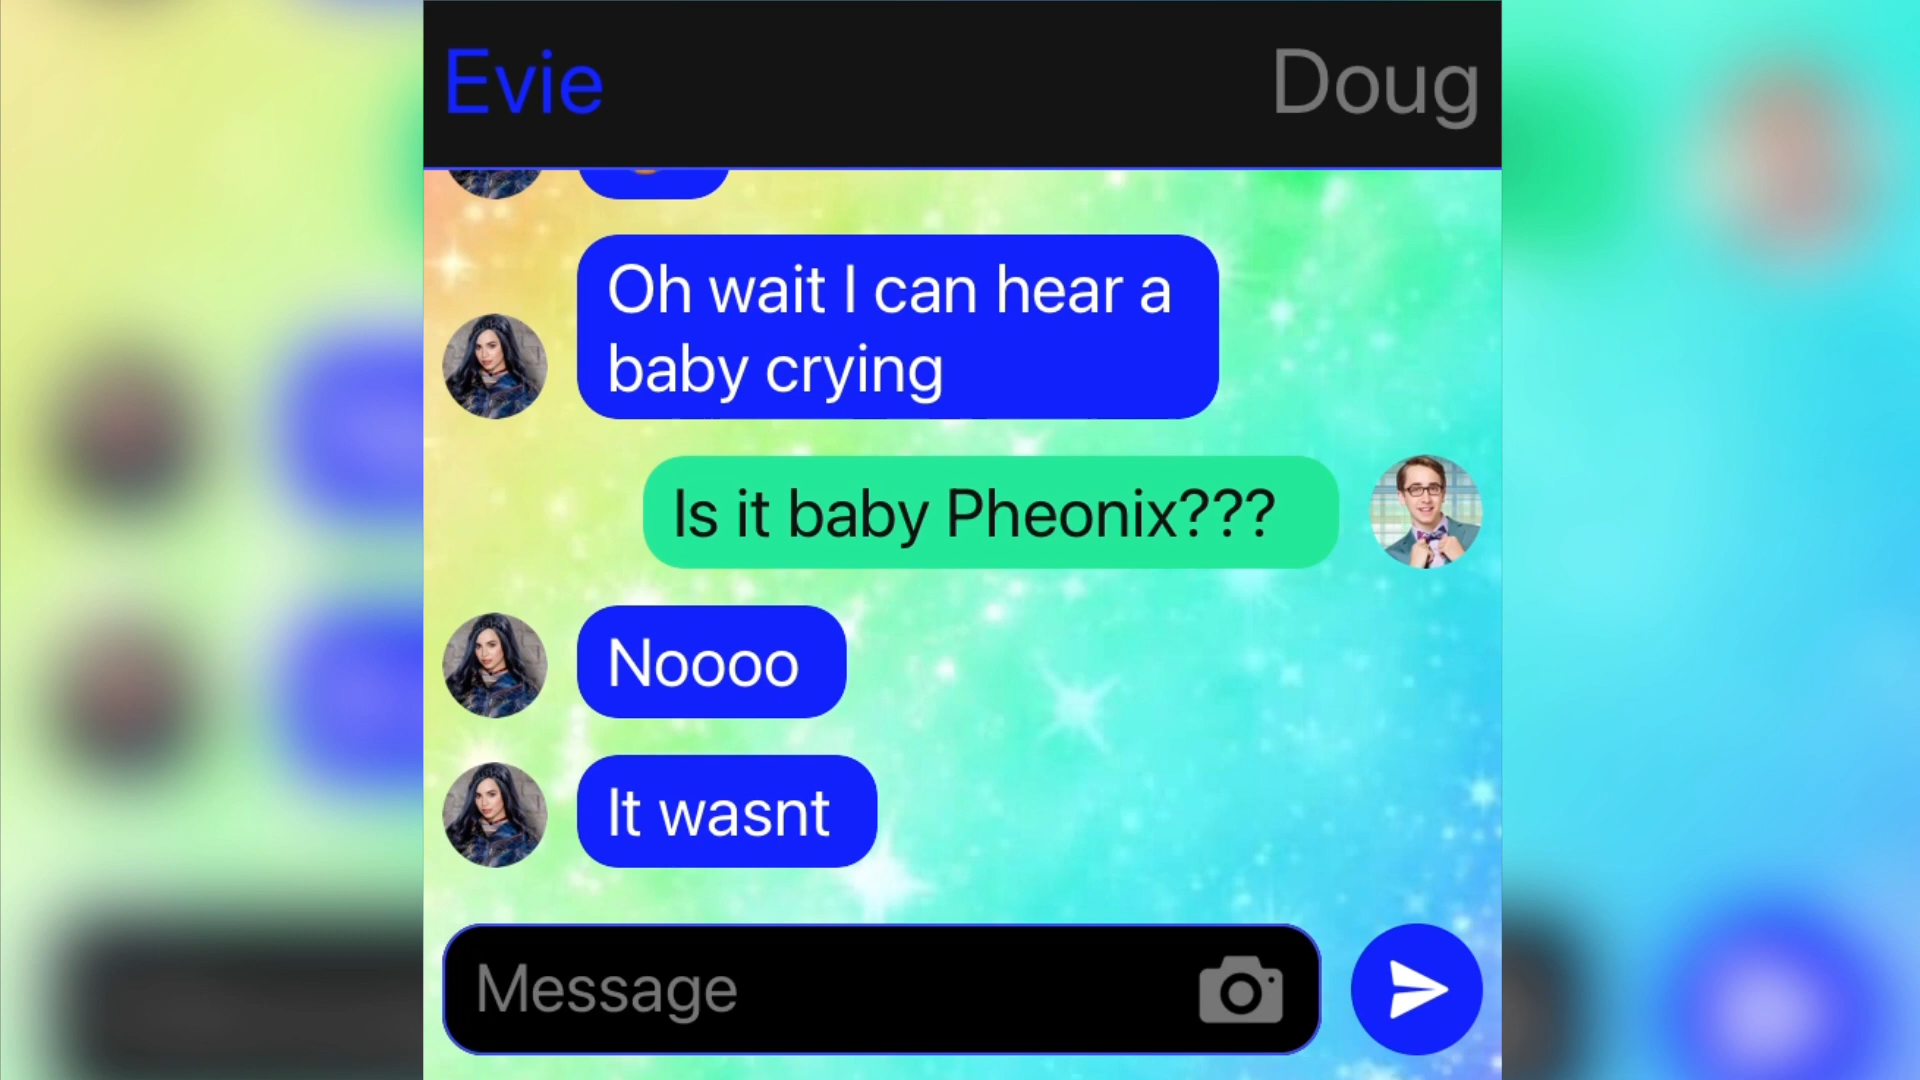 Evie
Doug
Oh wait I can hear a
baby crying
Is it baby Pheonix???
Noooo
It wasnt
Message